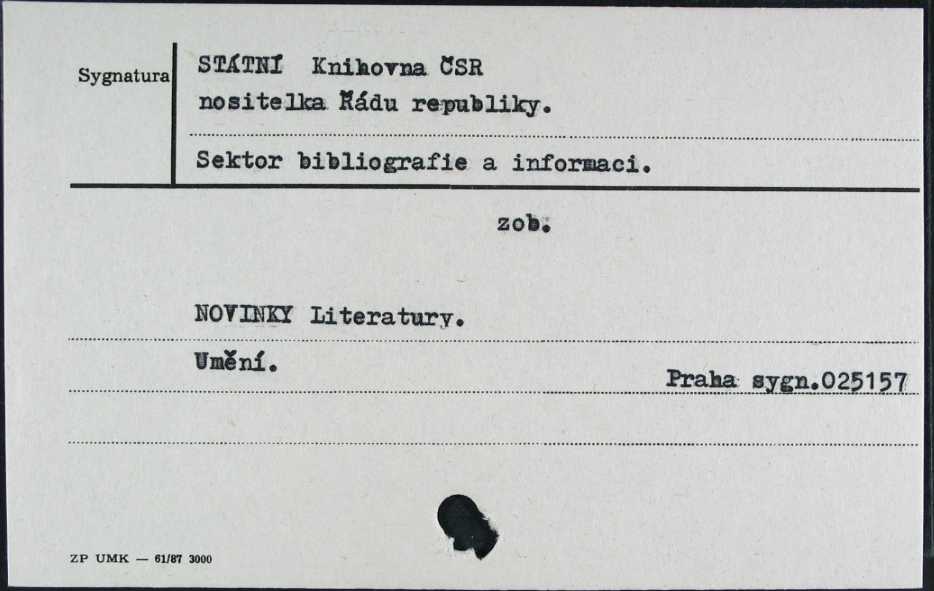 Sygnatura
STÁTNÍ Knihovna ČSR
nositelka Řádu republiky.
Sektor bibliografie a informaci.
zob.
NOVINKY Literatury.
Umění.
Praha sygn.025157
ZP UMK — 61/87 3000